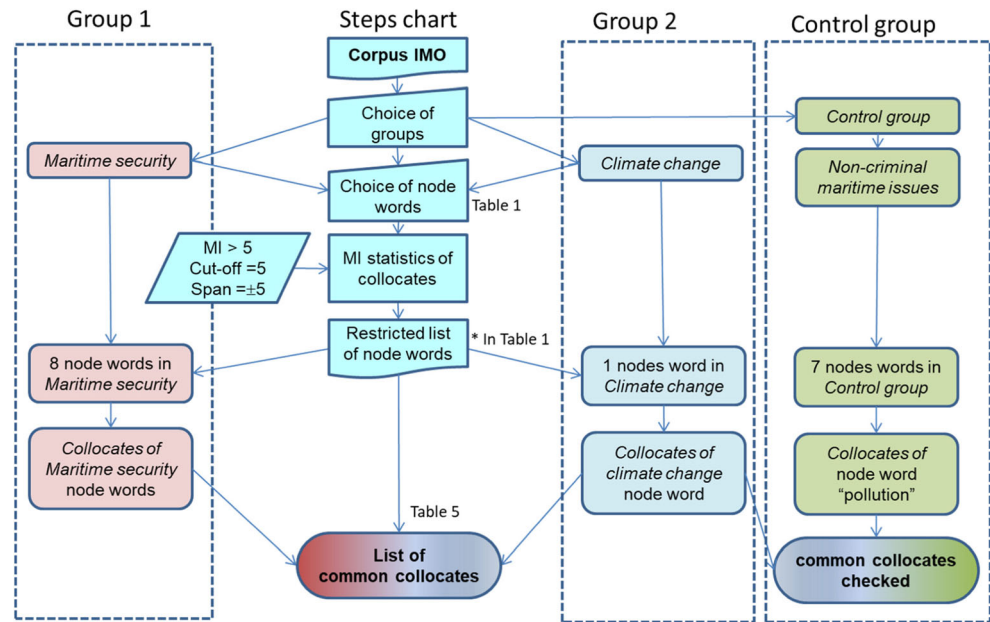 Group 1
Steps chart
Group 2
Control group
Corpus IMO
Choice of
groups
Control group
Maritime security
Climate change
Non-criminal
maritime issues
Choice of node
words
Table 1
MI > 5
Cut-off =5
Span =±5
MI statistics of
collocates
Restricted list
of node words
* In Table 1
8 node words in
Maritime security
1 nodes word in
Climate change
7 nodes words in
Control group
Collocates of
Maritime security
node words
Collocates of
climate change
node word
Collocates of
node word
“pollution”
Table 5
List of
common collocates
common collocates
checked